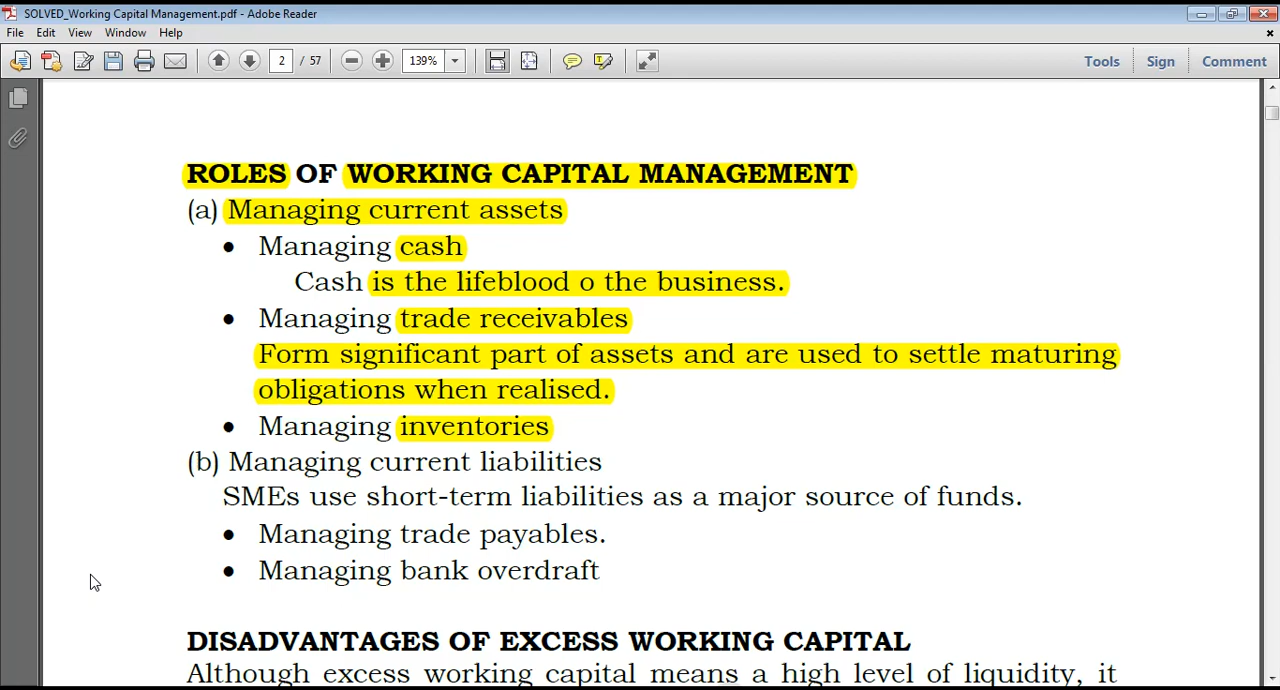 SOLVED_Working Capital Management.pdf - Adobe Reader
File Edit View Window Help
2 / 57 139% Tools Sign Comment
ROLES OF WORKING CAPITAL MANAGEMENT
(a) Managing current assets
• Managing cash
Cash is the lifeblood o the business.
• Managing trade receivables
Form significant part of assets and are used to settle maturing
obligations when realised.
• Managing inventories
(b) Managing current liabilities
SMEs use short-term liabilities as a major source of funds.
• Managing trade payables.
• Managing bank overdraft
DISADVANTAGES OF EXCESS WORKING CAPITAL
Although excess working capital means a high level of liquidity, it